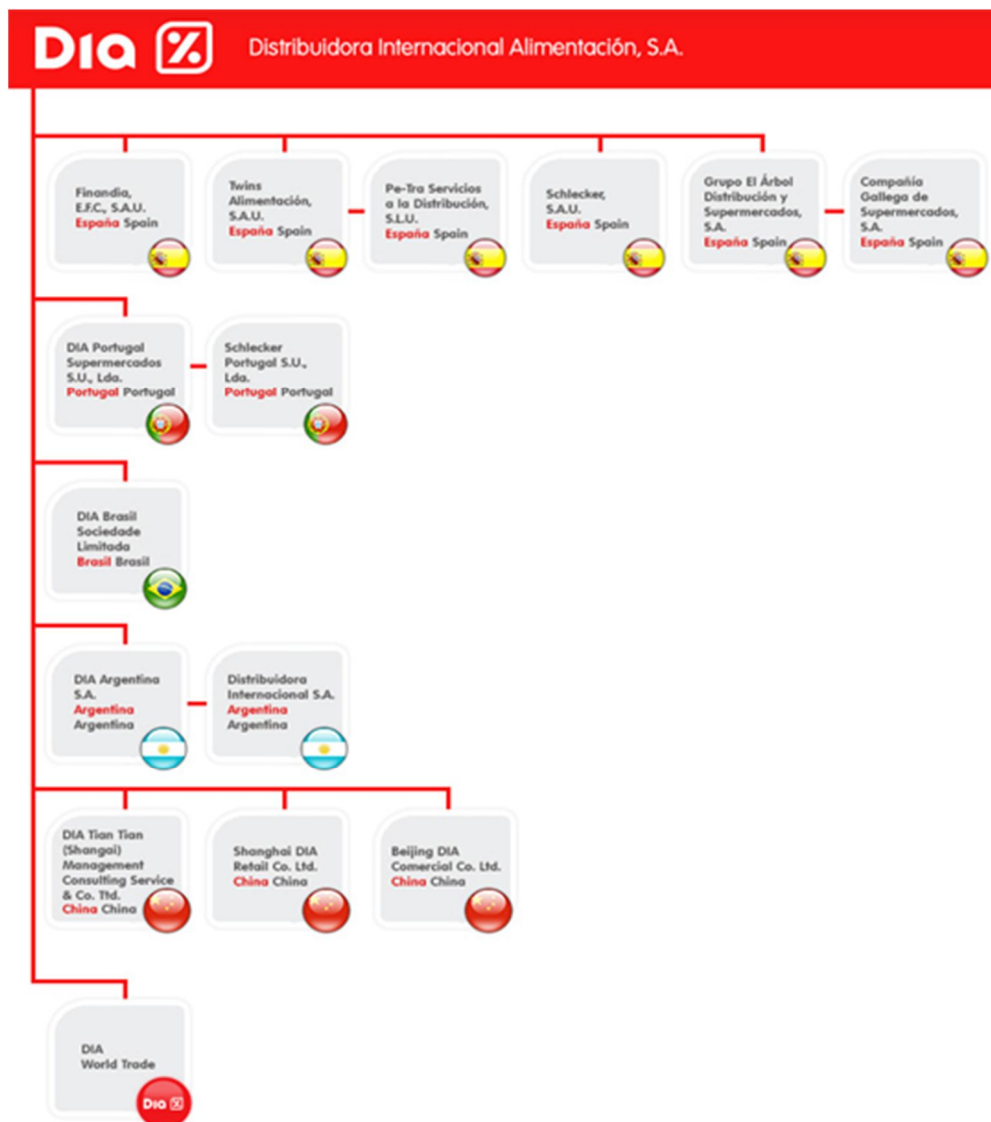 Dia %
Distribuidora Internacional Alimentación, S.A.
Finandia,
E.F.C., S.A.U.
España Spain
Twins
Alimentación,
S.A.U.
España Spain
Pe-Tra Servicios
a la Distribución,
S.L.U.
España Spain
Schlecker,
S.A.U.
España Spain
Grupo El Árbol
Distribución y
Supermercados,
S.A.
España Spain
Compañía
Gallega de
Supermercados,
S.A.
España Spain
DIA Portugal
Supermercados
S.U., Lda.
Portugal Portugal
Schlecker
Portugal S.U.,
Lda.
Portugal Portugal
DIA Brasil
Sociedade
Limitada
Brasil Brasil
DIA Argentina
S.A.
Argentina
Argentina
Distribuidora
Internacional S.A.
Argentina
Argentina
DIA Tian Tian
(Shangai)
Management
Consulting Service
& Co. Ttd.
China China
Shanghai DIA
Retail Co. Ltd.
China China
Beijing DIA
Comercial Co. Ltd.
China China
DIA
World Trade
Dia %